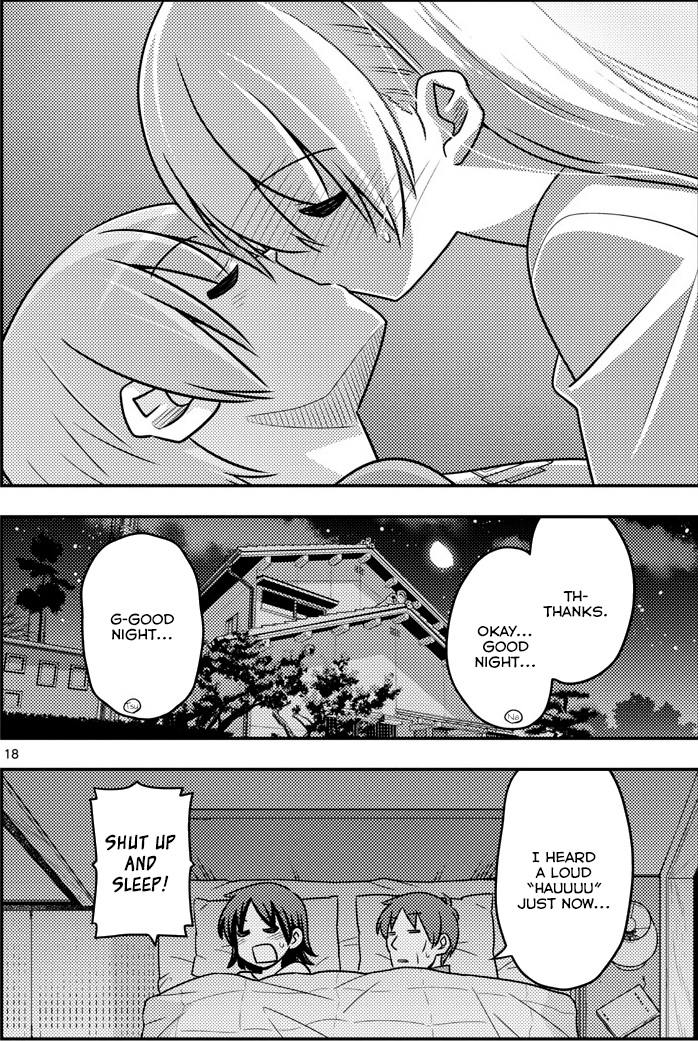 TH-
THANKS.
OKAY...
GOOD
NIGHT...
Na
G-GOOD
NIGHT...
Tsu
18
I HEARD
A LOUD
"HAUUUU"
JUST NOW...
SHUT UP
AND
SLEEP!